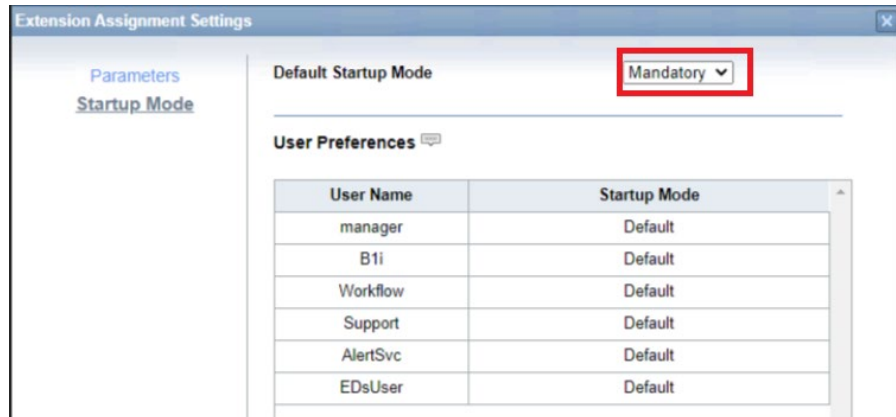 Extension Assignment Settings
Parameters
Startup Mode
Default Startup Mode Mandatory
User Preferences
User Name Startup Mode
manager Default
B1i Default
Workflow Default
Support Default
AlertSvc Default
EDsUser Default